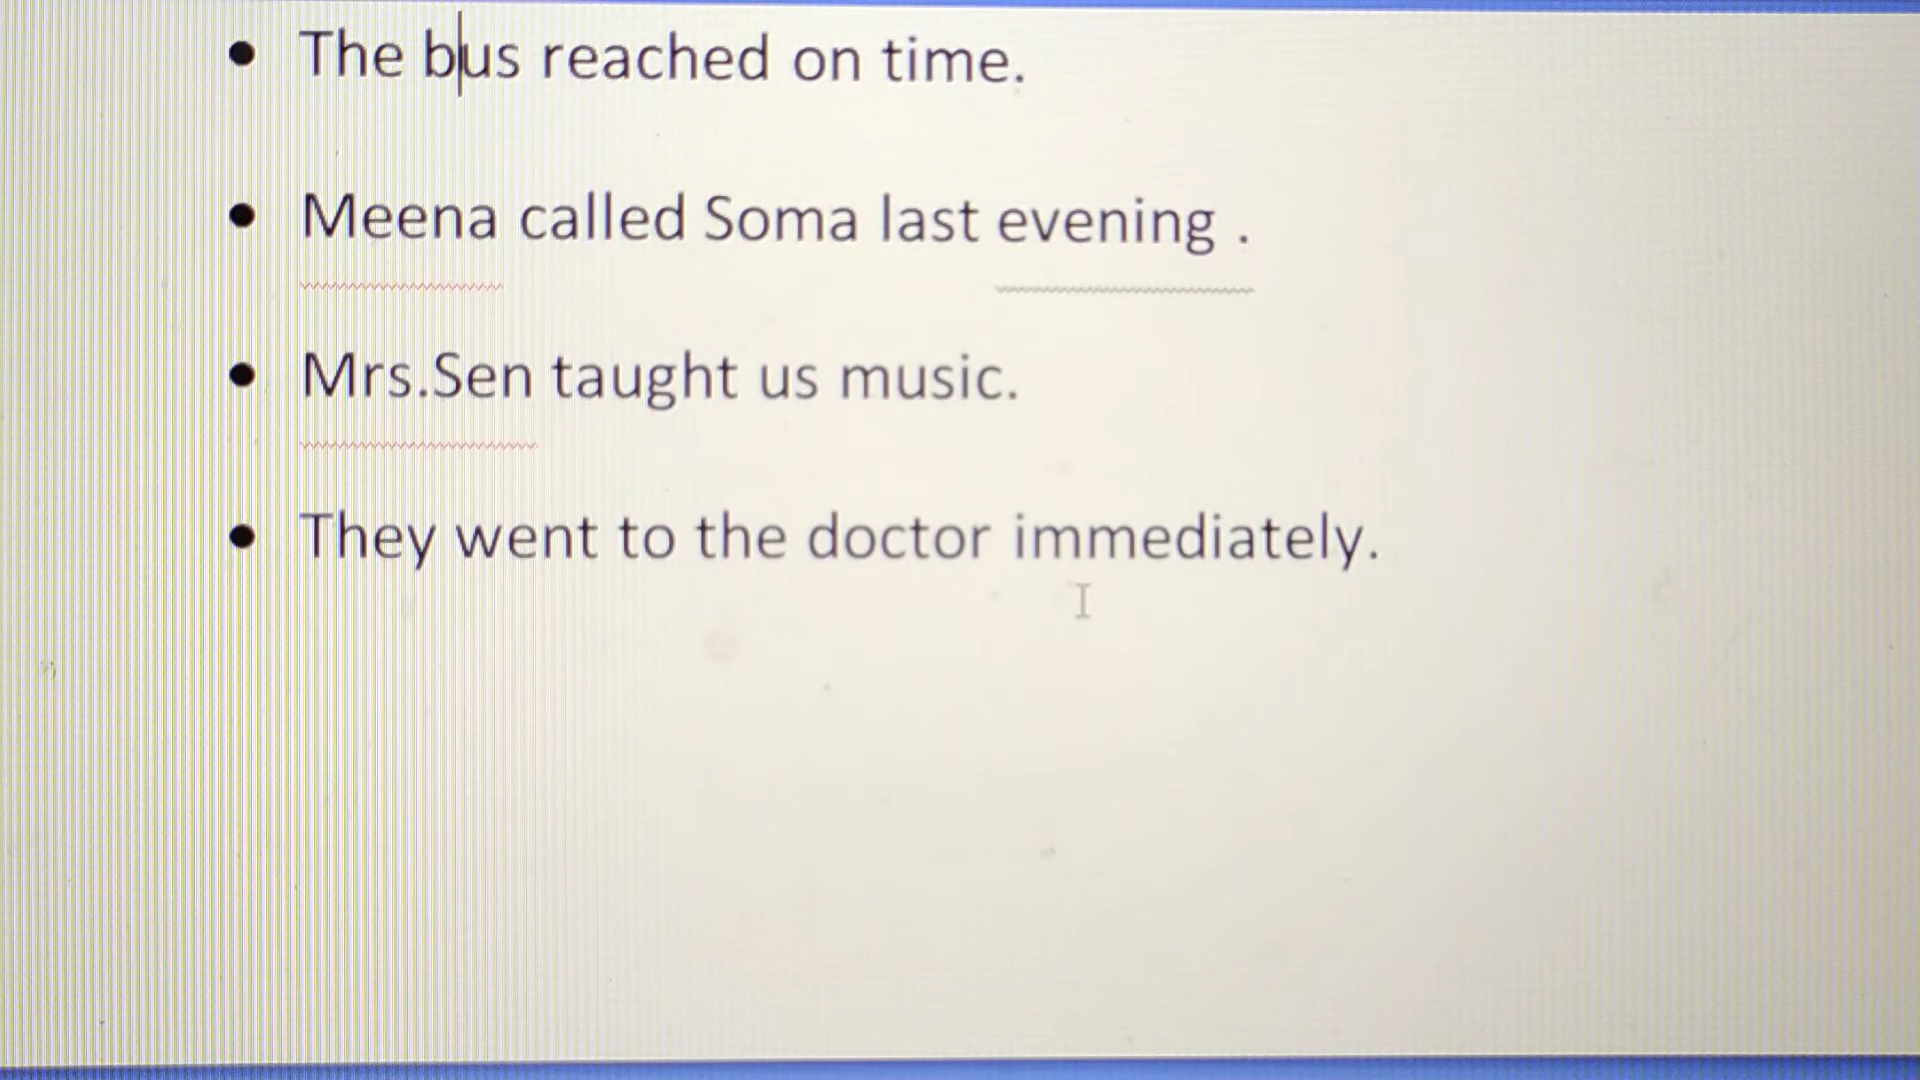 • The bus reached on time.
• Meena called Soma last evening .
• Mrs.Sen taught us music.
• They went to the doctor immediately.